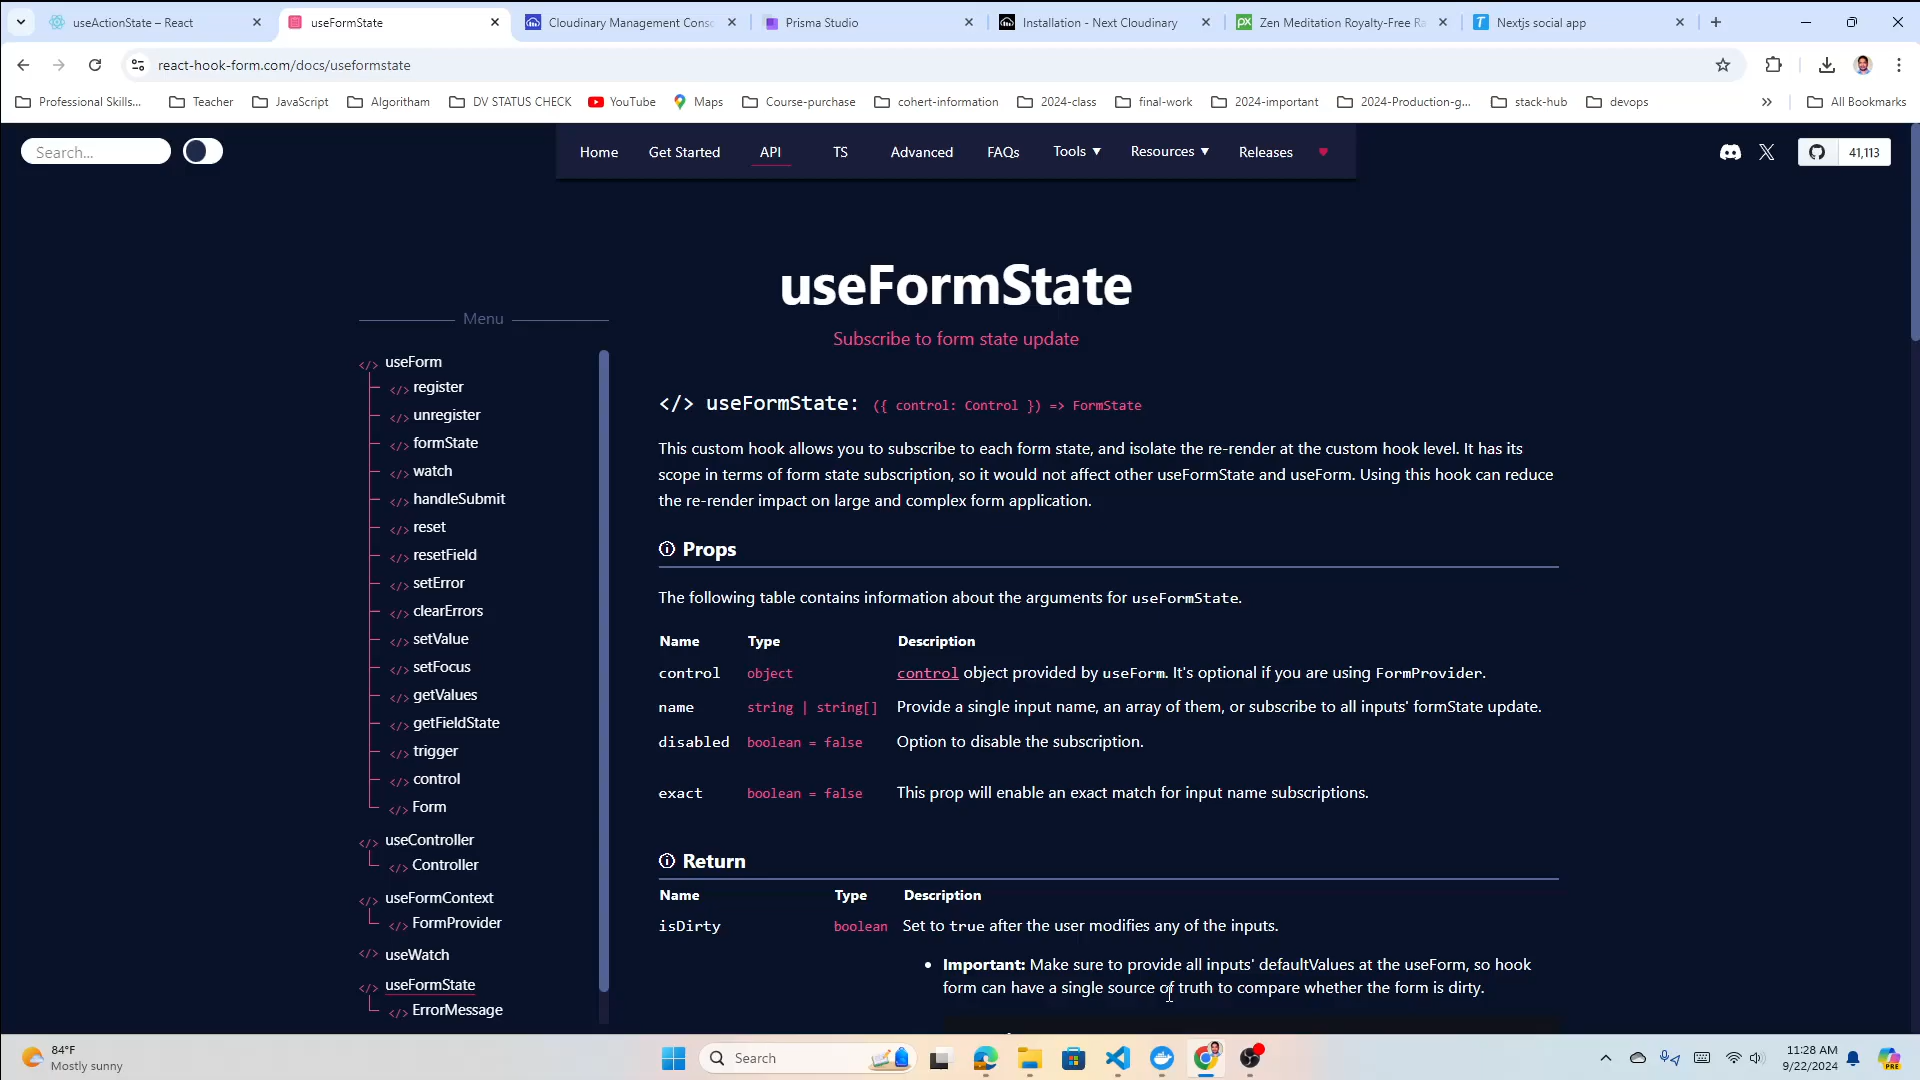 useActionState – React
useFormState
Cloudinary Management Conso
Prisma Studio
Installation - Next Cloudinary
Zen Meditation Royalty-Free Ra
Nextjs social app
react-hook-form.com/docs/useformstate
Professional Skills...
Teacher
JavaScript
Algoritham
DV STATUS CHECK
YouTube
Maps
Course-purchase
cohert-information
2024-class
final-work
2024-important
2024-Production-g...
stack-hub
devops
»
All Bookmarks
Search...
Home
Get Started
API
TS
Advanced
FAQs
Tools ▼
Resources ▼
Releases
41,113
useFormState
Subscribe to form state update
Menu
</> useForm
</> register
</> unregister
</> formState
</> watch
</> handleSubmit
</> reset
</> resetField
</> setError
</> clearErrors
</> setValue
</> setFocus
</> getValues
</> getFieldState
</> trigger
</> control
</> Form
</> useController
</> Controller
</> useFormContext
</> FormProvider
</> useWatch
</> useFormState
</> ErrorMessage
</> useFormState: ({ control: Control }) => FormState
This custom hook allows you to subscribe to each form state, and isolate the re-render at the custom hook level. It has its
scope in terms of form state subscription, so it would not affect other useFormState and useForm. Using this hook can reduce
the re-render impact on large and complex form application.
Props
The following table contains information about the arguments for useFormState.
Name Type Description
control object control object provided by useForm. It's optional if you are using FormProvider.
name string | string[] Provide a single input name, an array of them, or subscribe to all inputs' formState update.
disabled boolean = false Option to disable the subscription.
exact boolean = false This prop will enable an exact match for input name subscriptions.
Return
Name Type Description
isDirty boolean Set to true after the user modifies any of the inputs.
• Important: Make sure to provide all inputs' defaultValues at the useForm, so hook
form can have a single source of truth to compare whether the form is dirty.
84°F
Mostly sunny
Search
11:28 AM
9/22/2024
PRE